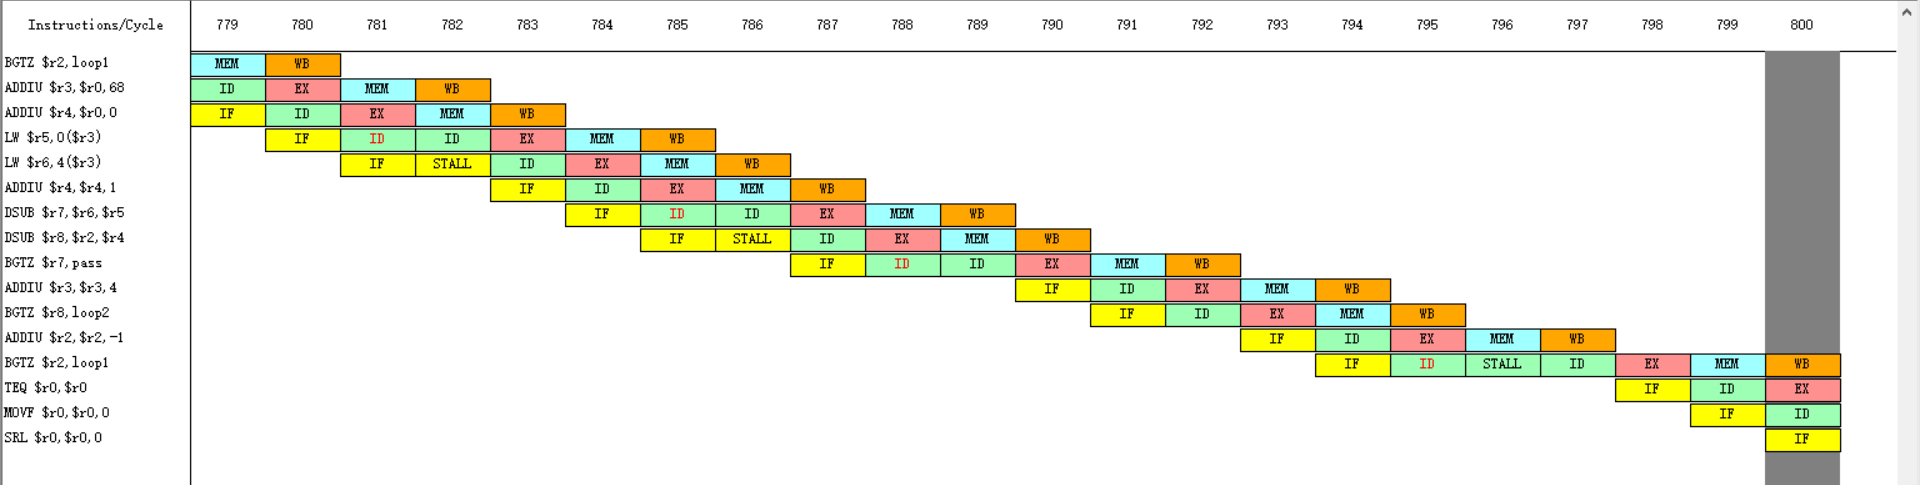 Instructions/Cycle 779 780 781 782 783 784 785 786 787 788 789 790 791 792 793 794 795 796 797 798 799 800
BGTZ $r2,loop1 MEM WB
ADDIU $r3,$r0,68 ID EX MEM WB
ADDIU $r4,$r0,0 IF ID EX MEM WB
LW $r5,0($r3) IF ID ID EX MEM WB
LW $r6,4($r3) IF STALL ID EX MEM WB
ADDIU $r4,$r4,1 IF ID EX MEM WB
DSUB $r7,$r6,$r5 IF ID ID EX MEM WB
DSUB $r8,$r2,$r4 IF STALL ID EX MEM WB
BGTZ $r7,pass IF ID ID EX MEM WB
ADDIU $r3,$r3,4 IF ID EX MEM WB
BGTZ $r8,loop2 IF ID EX MEM WB
ADDIU $r2,$r2,-1 IF ID EX MEM WB
BGTZ $r2,loop1 IF ID STALL ID EX MEM WB
TEQ $r0,$r0 IF ID EX
MOVF $r0,$r0,0 IF ID
SRL $r0,$r0,0 IF